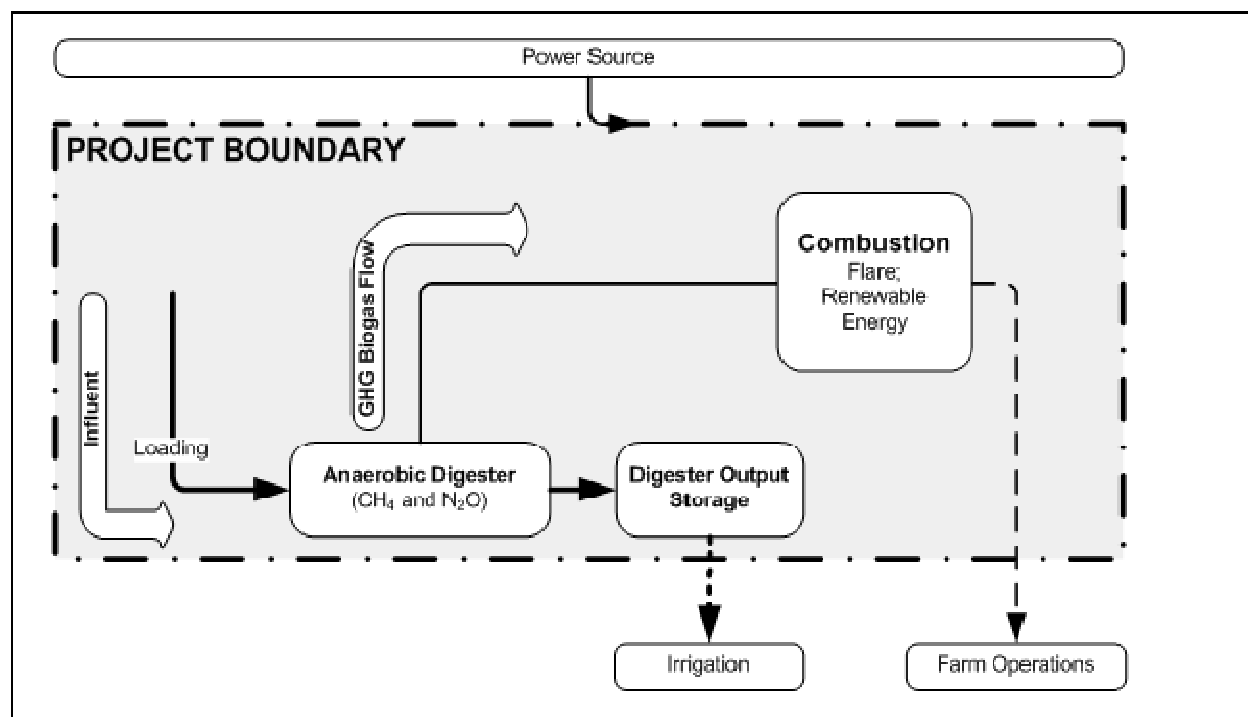 Power Source
PROJECT BOUNDARY
Combustion
Flare;
Renewable
Energy
GHG Biogas Flow
Influent
Loading
Anaerobic Digester
(CH₄ and N₂O)
Digester Output
Storage
Irrigation
Farm Operations